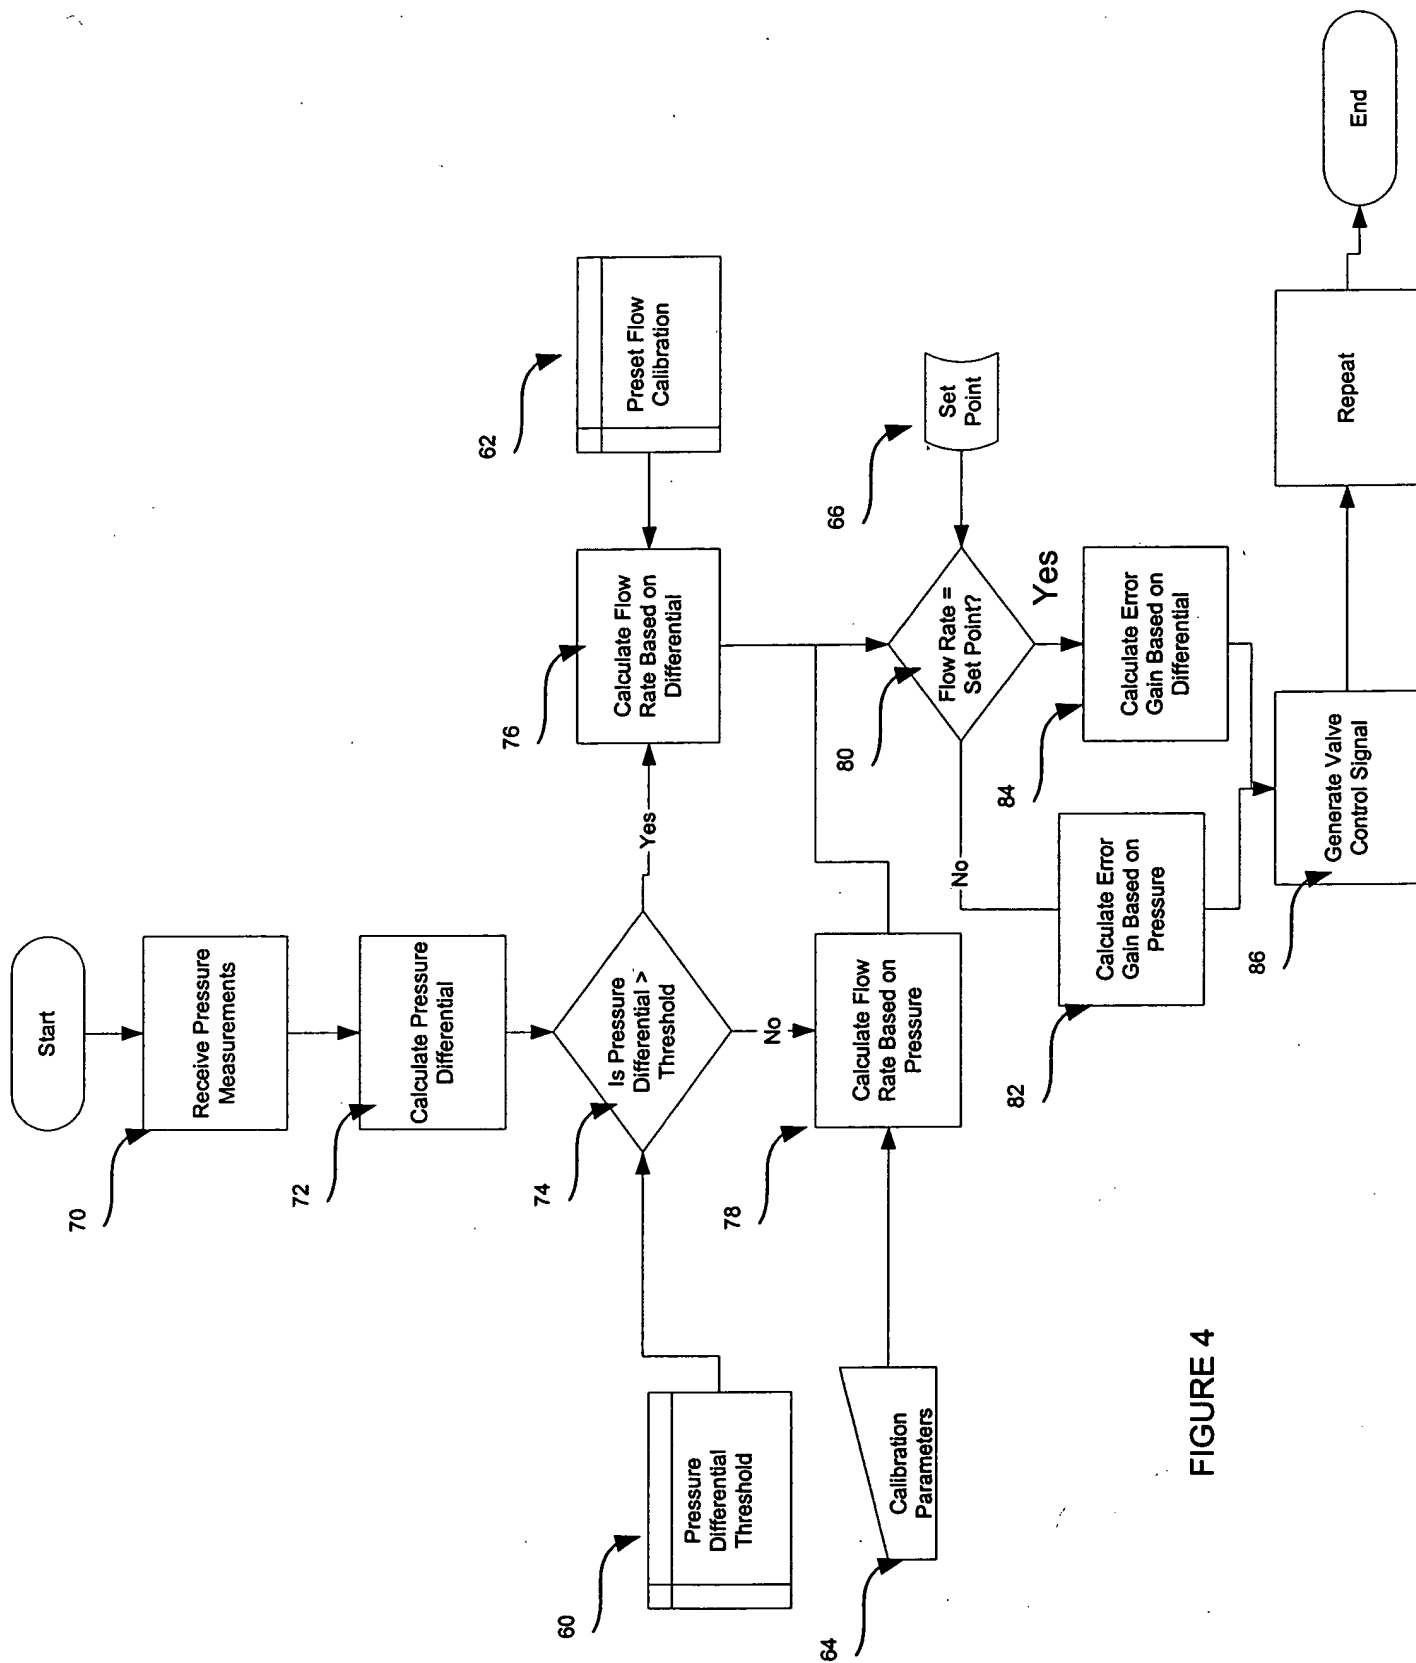 Start
70
Receive Pressure
Measurements
72
Calculate Pressure
Differential
60
Pressure
Differential
Threshold
74
Is Pressure
Differential >
Threshold
Yes
No
76
Calculate Flow
Rate Based on
Differential
62
Preset Flow
Calibration
64
Calibration
Parameters
78
Calculate Flow
Rate Based on
Pressure
80
Flow Rate =
Set Point?
66
Set
Point
No
Yes
82
Calculate Error
Gain Based on
Pressure
84
Calculate Error
Gain Based on
Differential
86
Generate Valve
Control Signal
Repeat
End
FIGURE 4